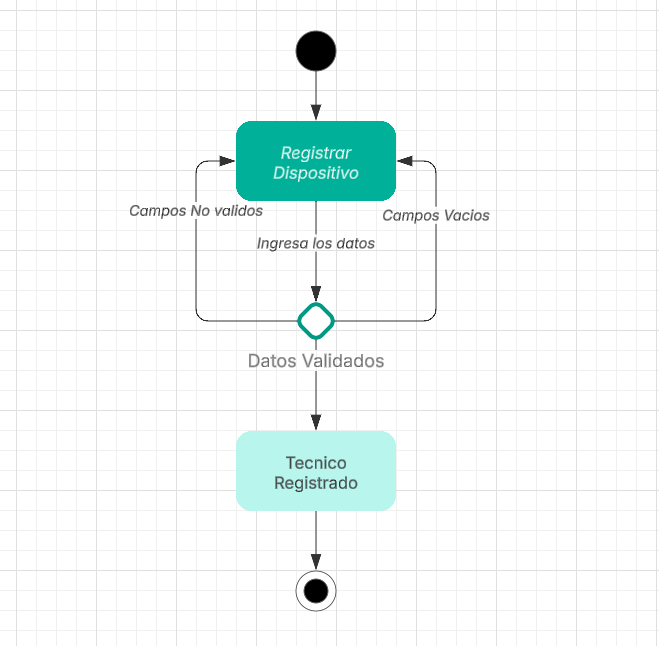 Registrar
Dispositivo
Campos No validos
Campos Vacios
Ingresa los datos
Datos Validados
Tecnico
Registrado